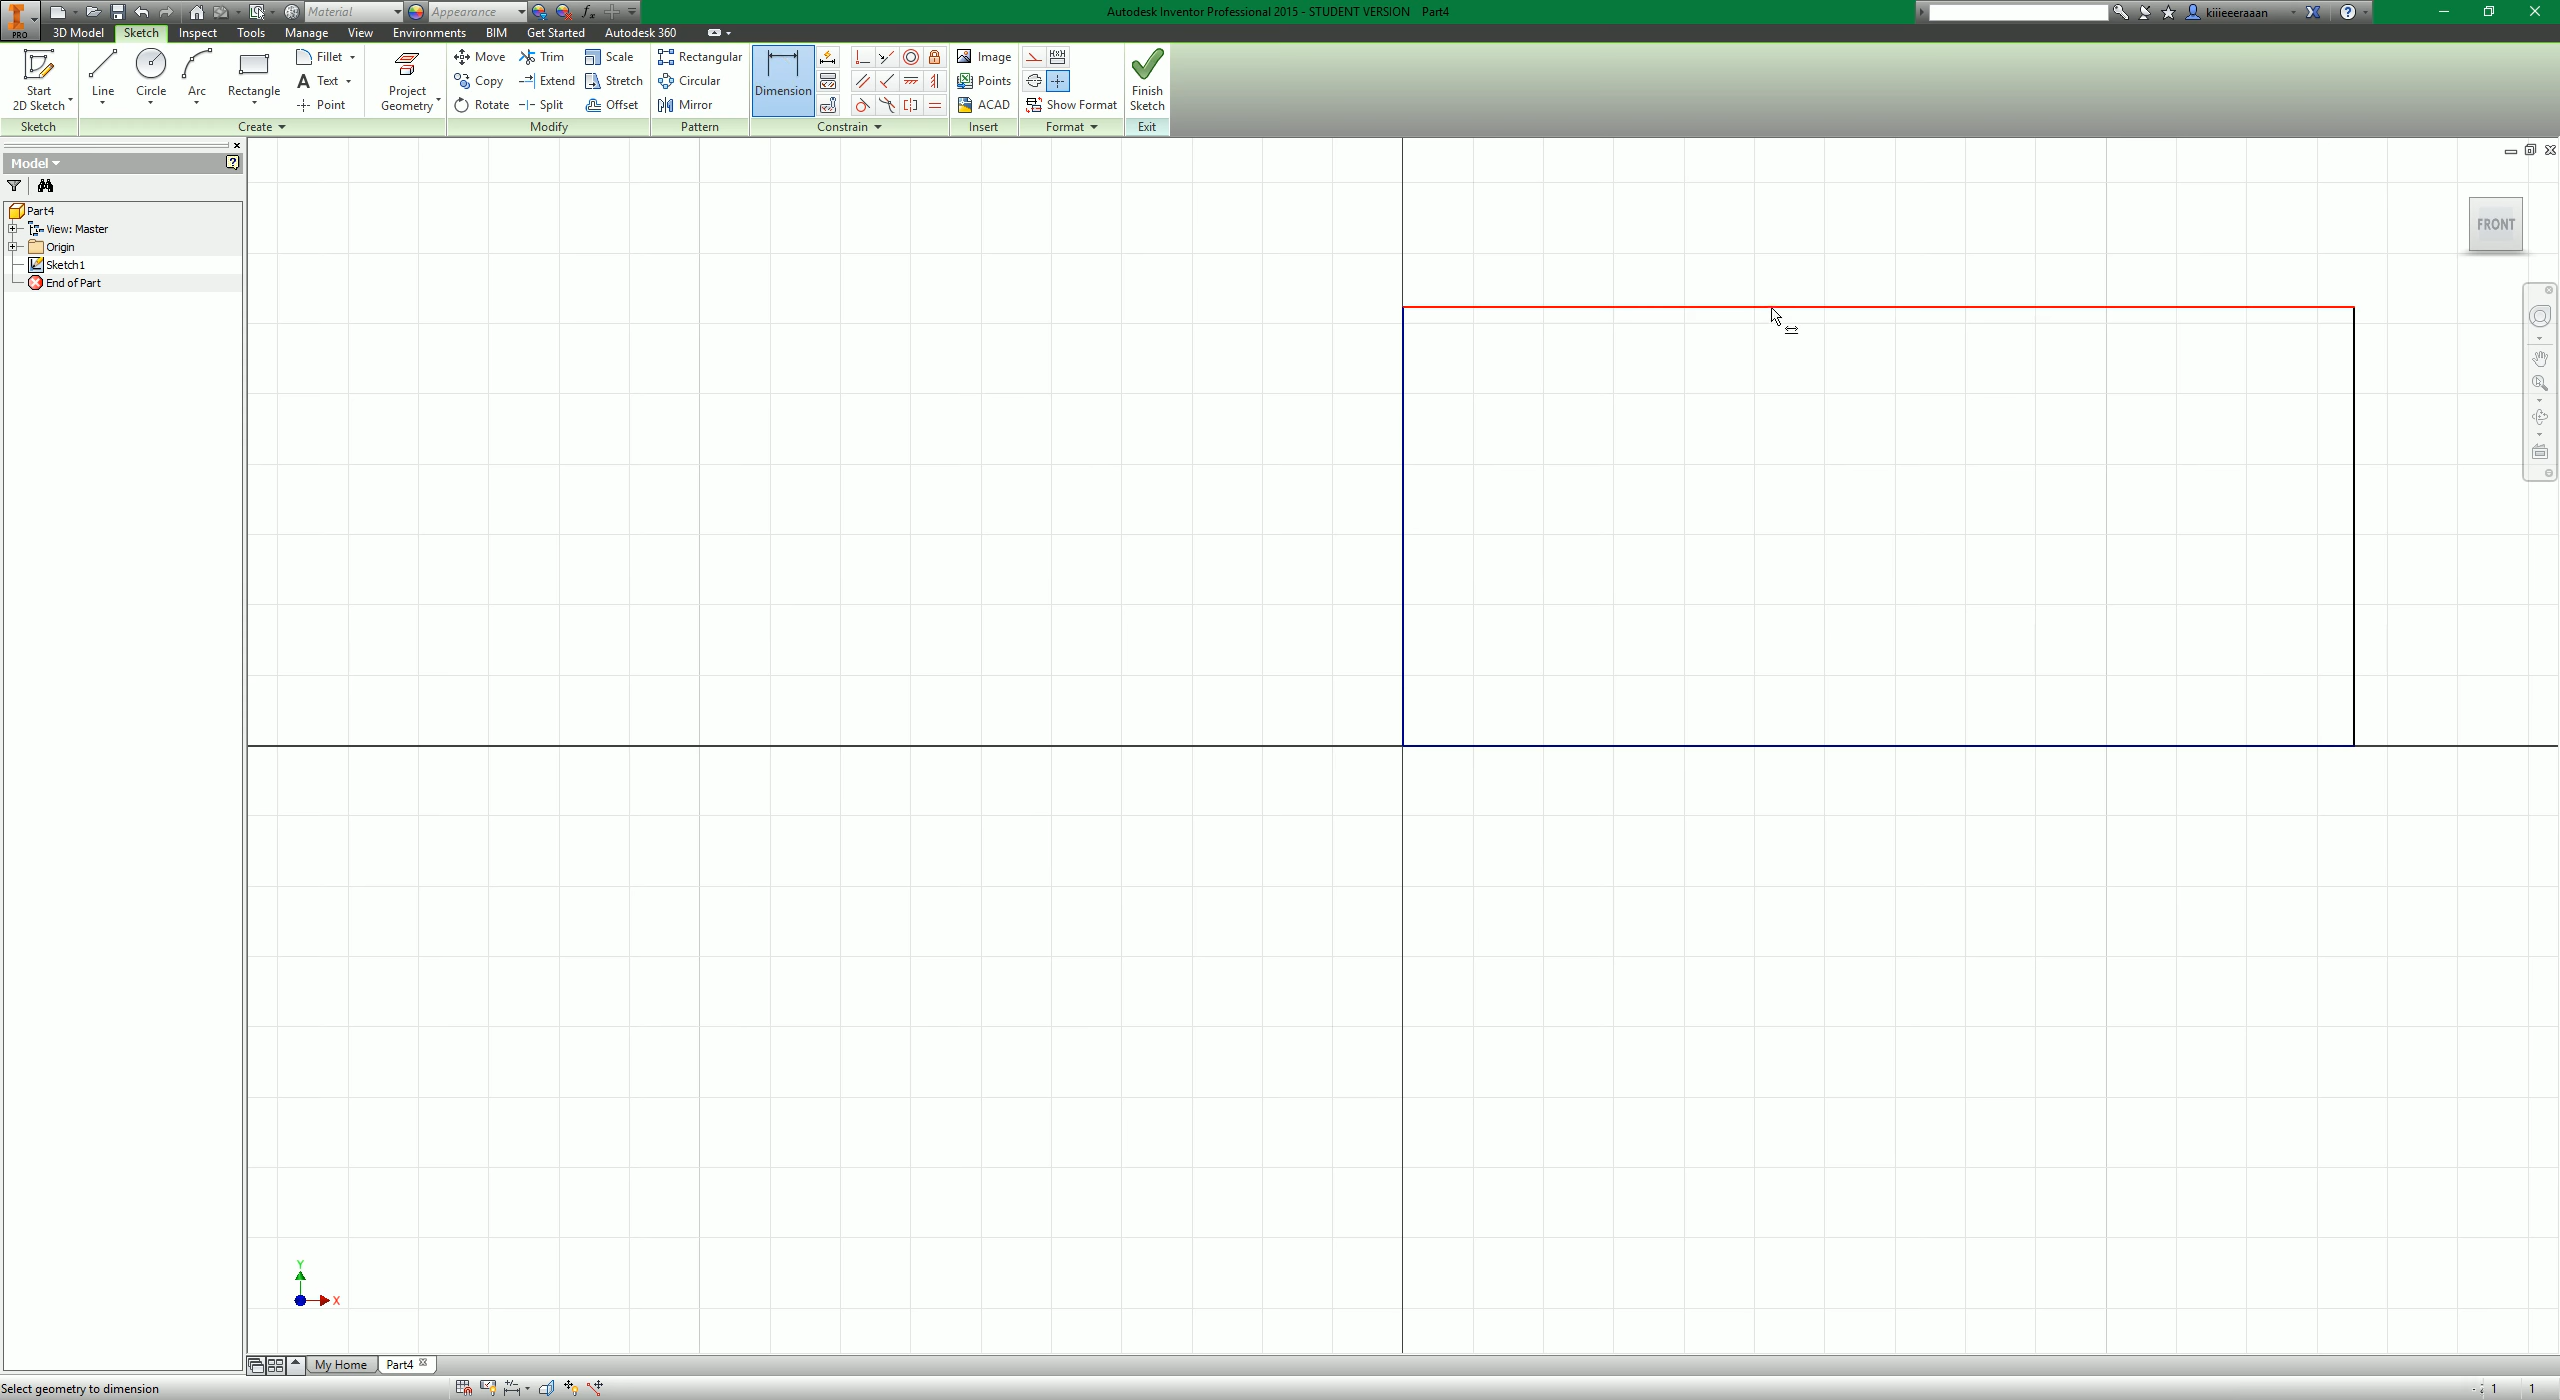 Material Appearance Autodesk Inventor Professional 2015 - STUDENT VERSION Part4 kiiieeeraaan
PRO 3D Model Sketch Inspect Tools Manage View Environments BIM Get Started Autodesk 360
Start 2D Sketch
Line
Circle
Arc
Rectangle
Fillet
Text
Point
Project Geometry
Move Trim Scale
Copy Extend Stretch
Rotate Split Offset
Rectangular
Circular
Mirror
Dimension
Image
Points
ACAD
Show Format
Finish Sketch
Sketch Create Modify Pattern Constrain Insert Format Exit
Model
Part4
View: Master
Origin
Sketch1
End of Part
FRONT
Y
X
My Home Part4
Select geometry to dimension
1 1